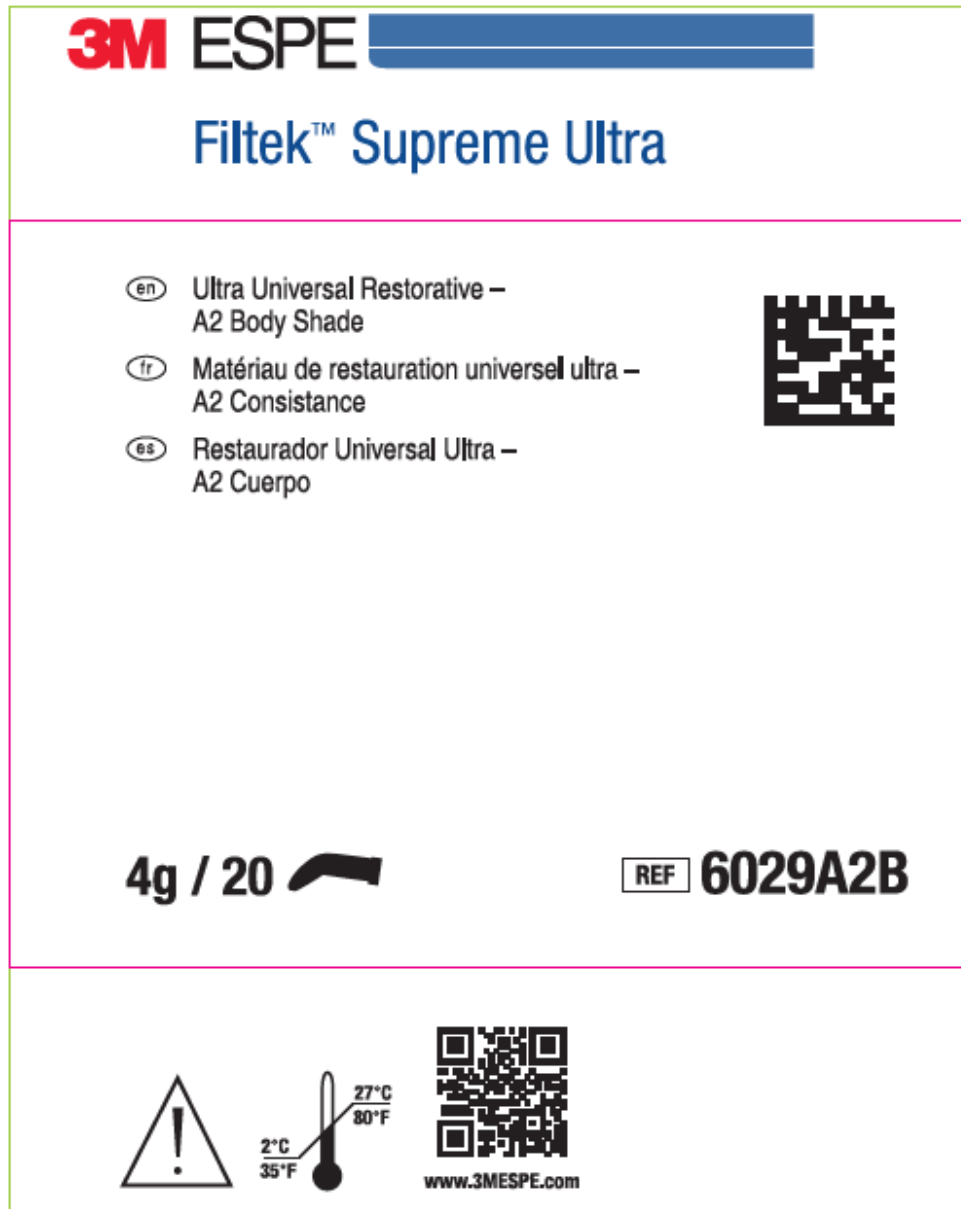 3M ESPE
Filtek™ Supreme Ultra
en Ultra Universal Restorative –
A2 Body Shade
fr Matériau de restauration universel ultra –
A2 Consistance
es Restaurador Universal Ultra –
A2 Cuerpo
4g / 20
REF 6029A2B
27°C
80°F
2°C
35°F
www.3MESPE.com